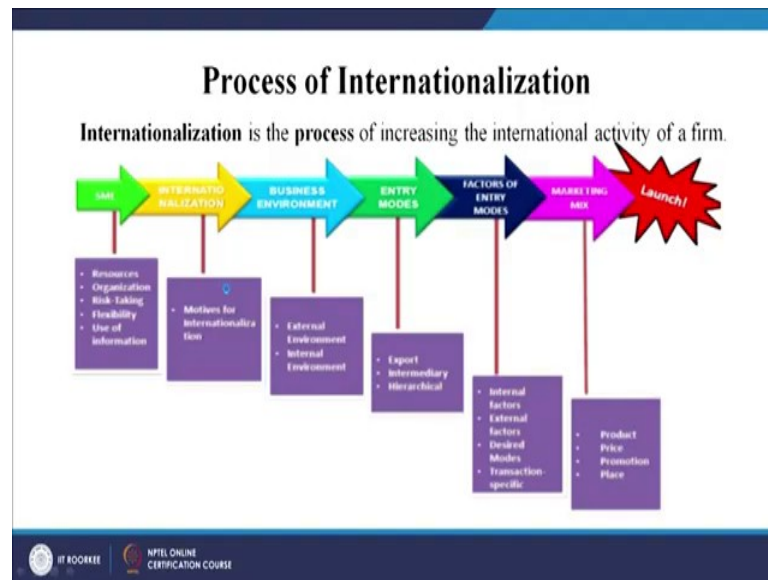 Process of Internationalization
Internationalization is the process of increasing the international activity of a firm.
SME
INTERNATIO
NALIZATION
BUSINESS
ENVIRONMENT
ENTRY
MODES
FACTORS OF
ENTRY
MODES
MARKETING
MIX
Launch!
• Resources
• Organization
• Risk-Taking
• Flexibility
• Use of
information
• Motives for
Internationaliza
tion
• External
Environment
• Internal
Environment
• Export
• Intermediary
• Hierarchical
• Internal
factors
• External
factors
• Desired
Modes
• Transaction-
specific
• Product
• Price
• Promotion
• Place
IIT ROORKEE
NPTEL ONLINE
CERTIFICATION COURSE